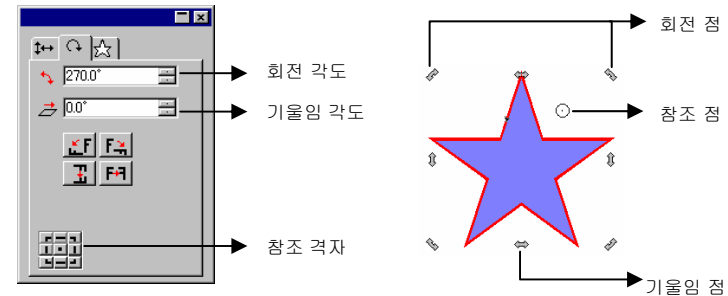 회전 점
270.0°
회전 각도
0.0°
기울임 각도
참조 점
참조 격자
기울임 점